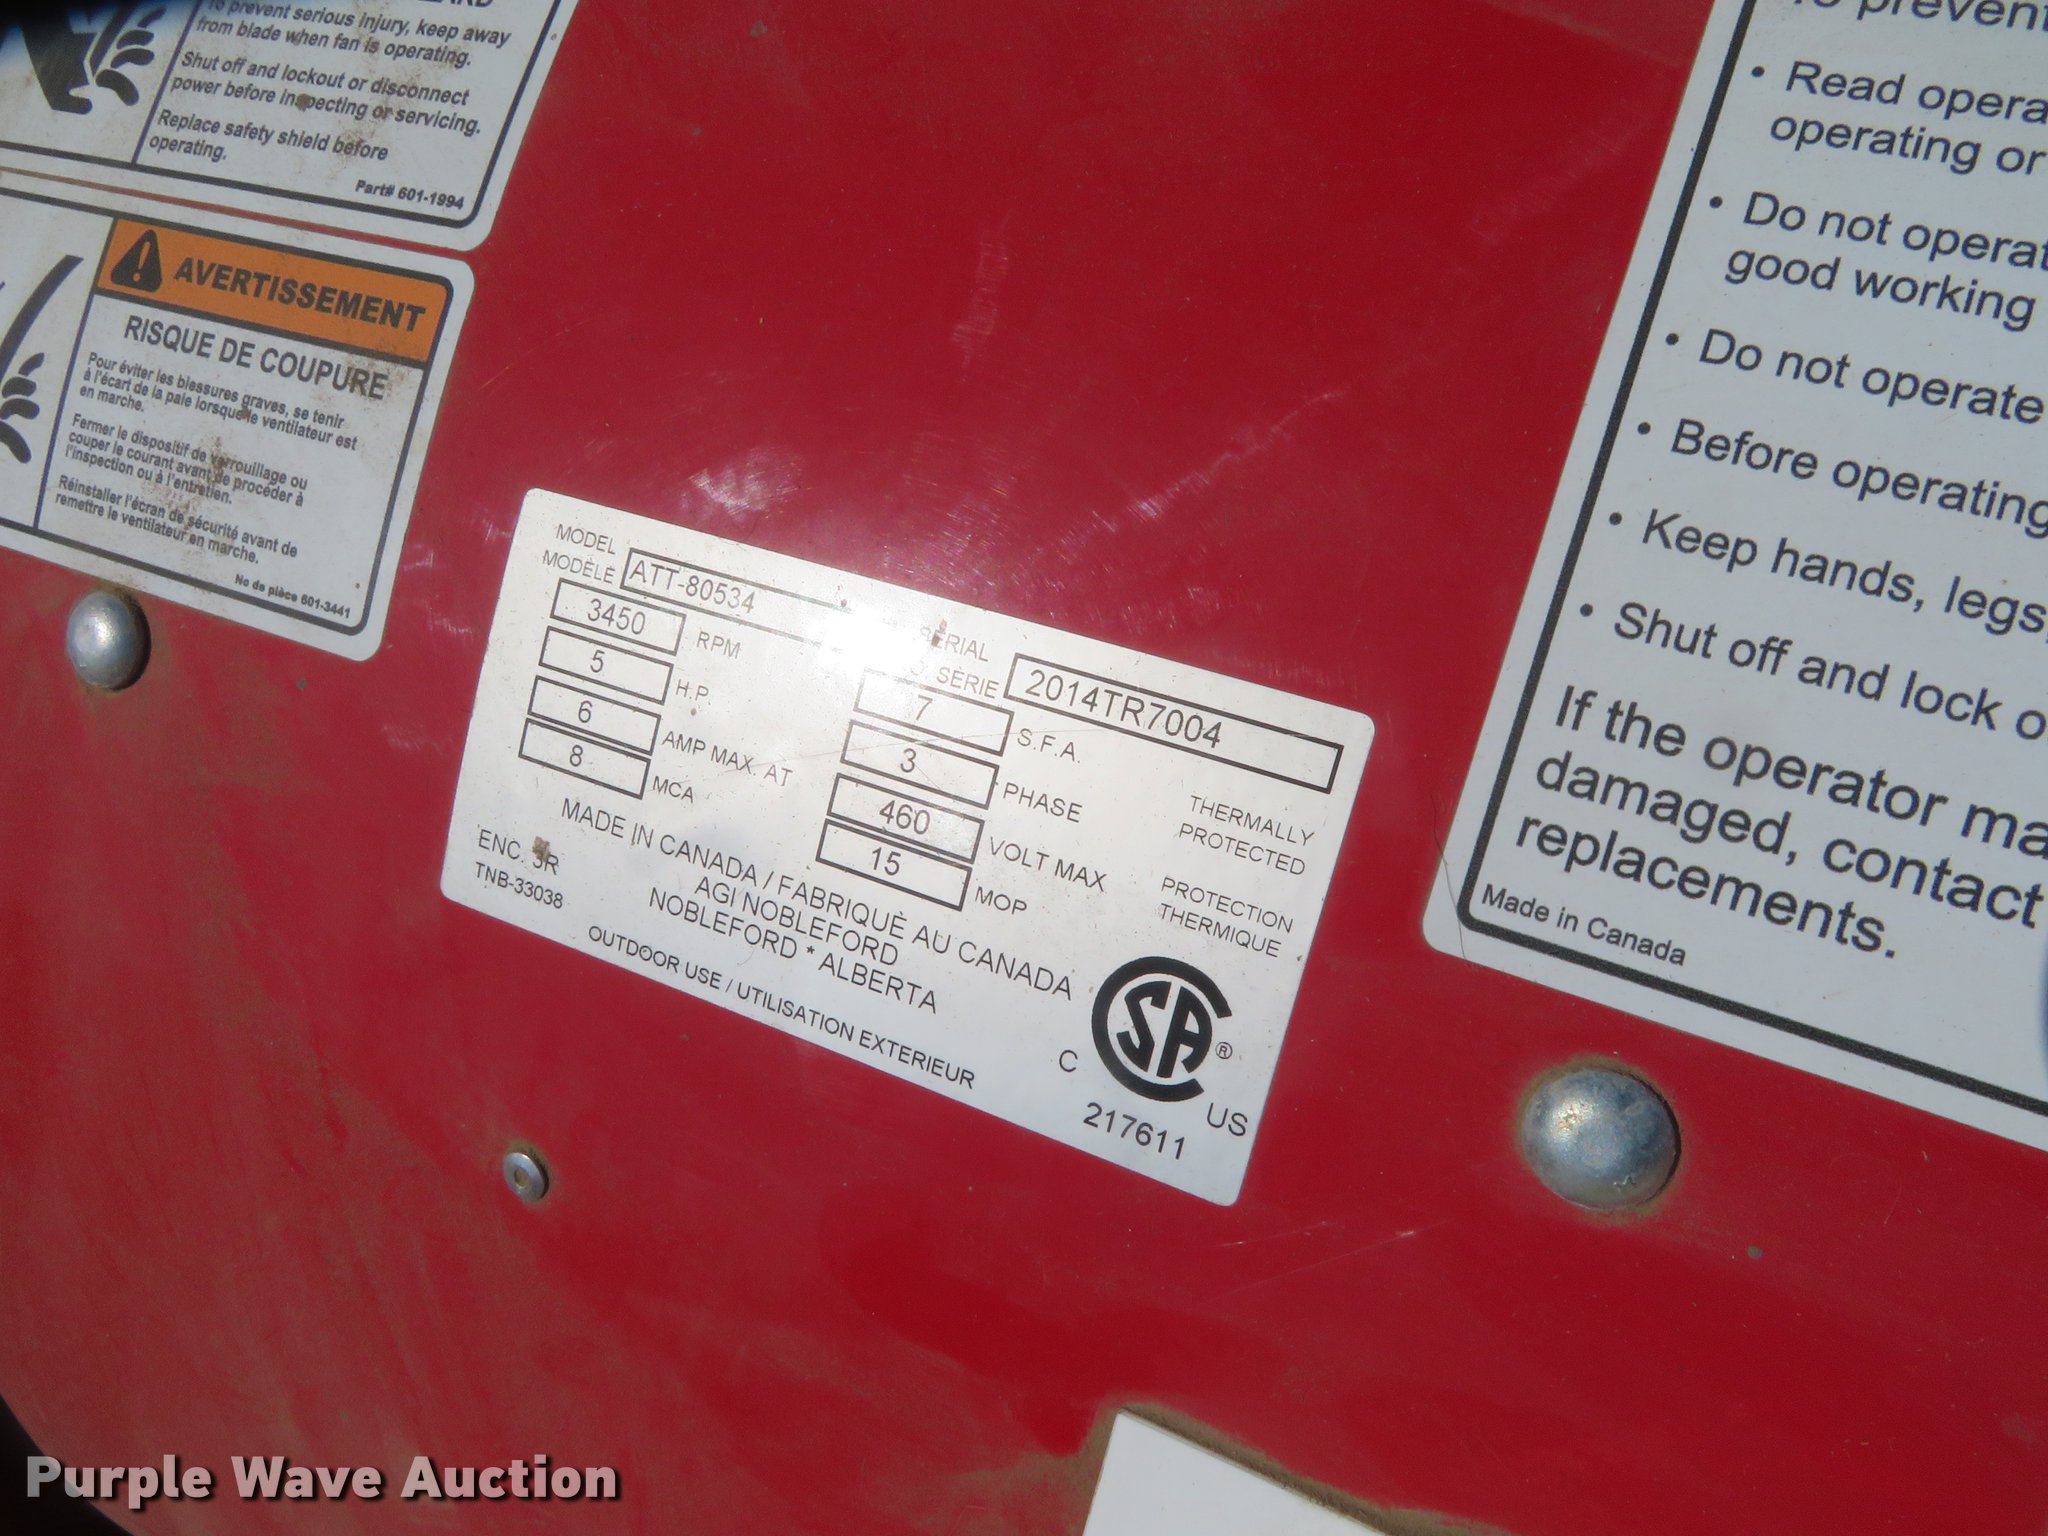 To prevent serious injury, keep away
from blade when fan is operating.
Shut off and lockout or disconnect
power before inspecting or servicing.
Replace safety shield before
operating.
Part# 601-1994
AVERTISSEMENT
RISQUE DE COUPURE
Pour éviter les blessures graves, se tenir
à l'écart de la pale lorsque le ventilateur est
en marche.
Fermer le dispositif de verrouillage ou
couper le courant avant de procéder à
l'inspection ou à l'entretien.
Réinstaller l'écran de sécurité avant de
remettre le ventilateur en marche.
No de pièce 601-3441
MODEL
MODÈLE ATT-80534
SERIAL
SÈRIE 2014TR7004
3450 RPM
5 H.P.
6 AMP MAX. AT
8 MCA
7 S.F.A.
3 PHASE
460 VOLT MAX
15 MOP
THERMALLY
PROTECTED
PROTECTION
THERMIQUE
MADE IN CANADA / FABRIQUÈ AU CANADA
AGI NOBLEFORD
NOBLEFORD * ALBERTA
ENC. 3R
TNB-33038
OUTDOOR USE / UTILISATION EXTERIEUR
C SA ® US
217611
To prevent
• Read
operating or
• Do not
good working
• Do not operate
• Before operating
• Keep hands, legs,
• Shut off and lock
If the operator
damaged, contact
replacements.
Made in Canada
Purple Wave Auction